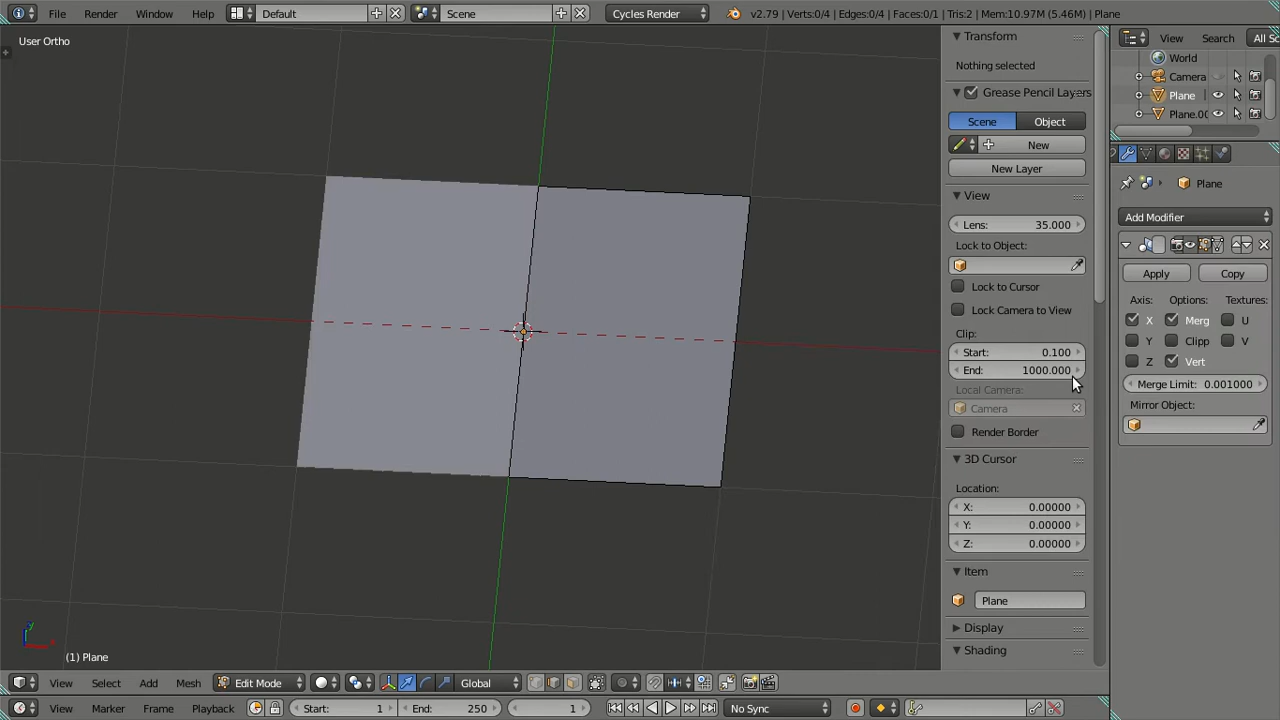 File Render Window Help Default Scene Cycles Render v2.79 | Verts:0/4 | Edges:0/4 | Faces:0/1 | Tris:2 | Mem:10.97M (5.46M) | Plane
User Ortho
Transform
Nothing selected
Grease Pencil Layers
Scene Object
New
New Layer
View
Lens: 35.000
Lock to Object:
Lock to Cursor
Lock Camera to View
Clip:
Start: 0.100
End: 1000.000
Local Camera:
Camera
Render Border
3D Cursor
Location:
X: 0.00000
Y: 0.00000
Z: 0.00000
Item
Plane
Display
Shading
View Search All Sc
World
Camera
Plane
Plane.00
Plane
Add Modifier
Apply Copy
Axis: Options: Textures:
X Merg U
Y Clipp V
Z Vert
Merge Limit: 0.001000
Mirror Object:
(1) Plane
View Select Add Mesh Edit Mode Global
View Marker Frame Playback Start: 1 End: 250 1 No Sync